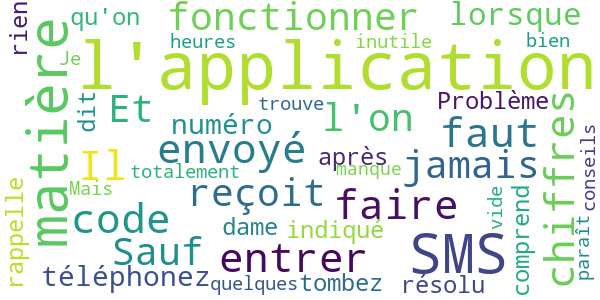 rien
qu'on
fonctionner
lorsque
Je
heures
inutile
bien
matière
l'application
dit
Et
trouve
Problème
numéro
l'on
faut
chiffres
conseils
envoyé
après
jamais
Il
totalement
manque
Mais
rappelle
reçoit
faire
vide
comprend
code
dame
indiqué
paraît
Sauf
entrer
SMS
téléphonez
quelques
tombez
résolu